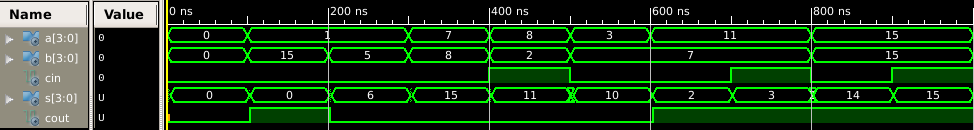 Name Value 0 ns 200 ns 400 ns 600 ns 800 ns
a[3:0] 0 0 1 7 8 3 11 15
b[3:0] 0 0 15 5 8 2 7 15
cin 0
s[3:0] U 0 0 6 15 11 10 2 3 14 15
cout U